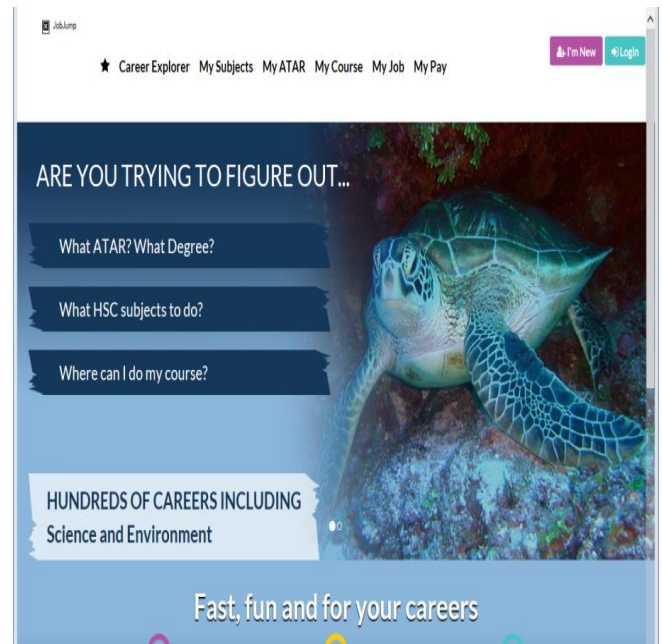 JobJump
I'm New
Login
Career Explorer My Subjects My ATAR My Course My Job My Pay
ARE YOU TRYING TO FIGURE OUT...
What ATAR? What Degree?
What HSC subjects to do?
Where can I do my course?
HUNDREDS OF CAREERS INCLUDING
Science and Environment
Fast, fun and for your careers